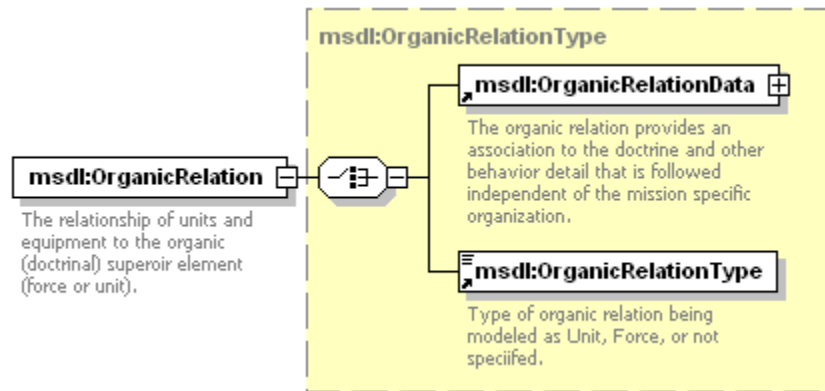 msdl:OrganicRelationType
msdl:OrganicRelationData
The organic relation provides an
association to the doctrine and other
behavior detail that is followed
independent of the mission specific
organization.
msdl:OrganicRelation
The relationship of units and
equipment to the organic
(doctrinal) superoir element
(force or unit).
msdl:OrganicRelationType
Type of organic relation being
modeled as Unit, Force, or not
speciifed.